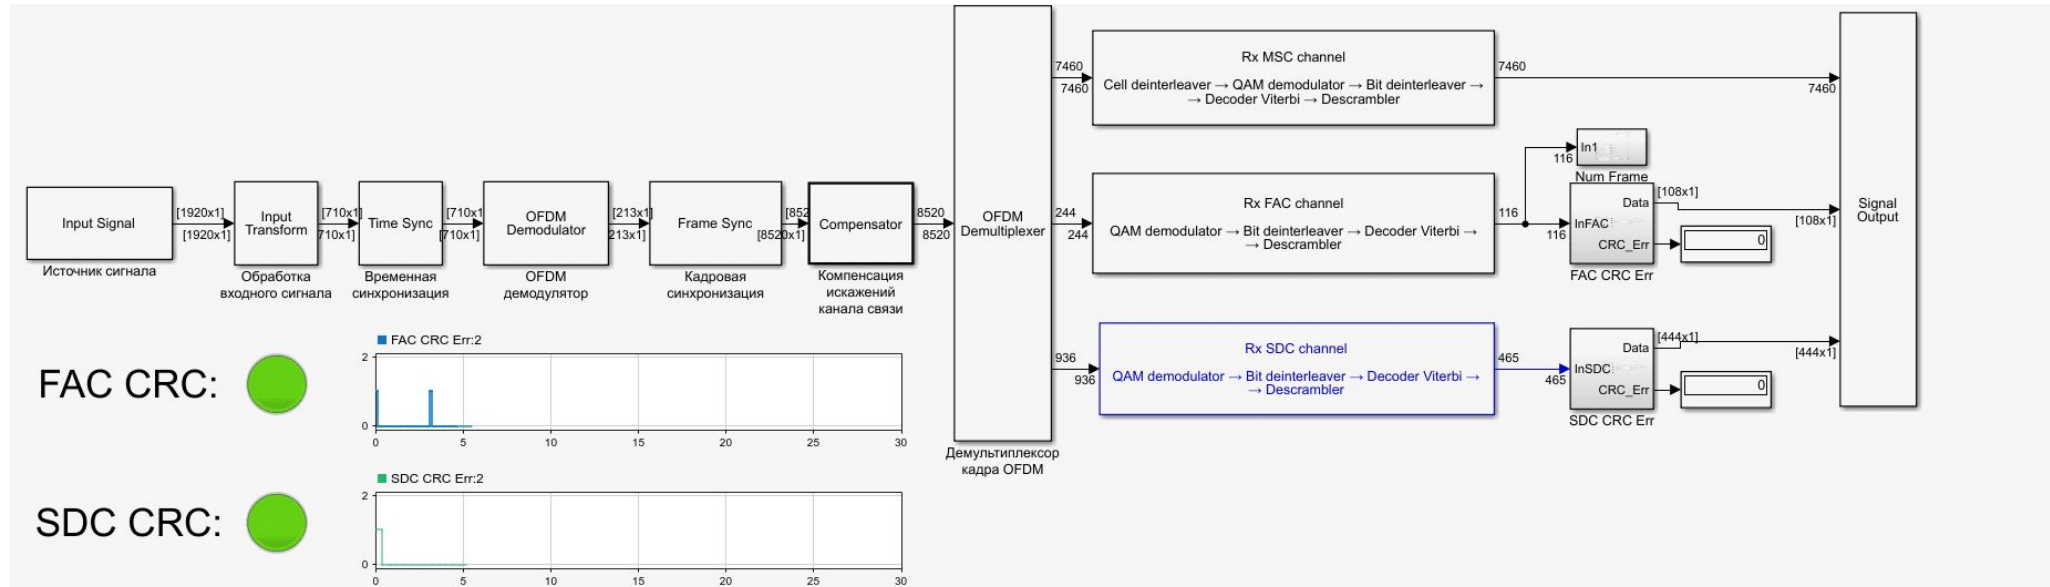 Input Signal
Источник сигнала
[1920x1]
[1920x1]
Input
Transform
Обработка
входного сигнала
[710x1]
710x1]
Time Sync
Временная
синхронизация
[710x1
[710x1]
OFDM
Demodulator
OFDM
демодулятор
[213x1]
213x1]
Frame Sync
Кадровая
синхронизация
[852
[8520x1]
Compensator
Компенсация
искажений
канала связи
8520
8520
OFDM
Demultiplexer
Демультиплексор
кадра OFDM
7460
7460
Rx MSC channel
Cell deinterleaver → QAM demodulator → Bit deinterleaver →
→ Decoder Viterbi → Descrambler
7460
7460
244
244
Rx FAC channel
QAM demodulator → Bit deinterleaver → Decoder Viterbi →
→ Descrambler
116
116
In1
Num Frame
116
InFAC
Data
CRC_Err
FAC CRC Err
[108x1]
[108x1]
0
936
936
Rx SDC channel
QAM demodulator → Bit deinterleaver → Decoder Viterbi →
→ Descrambler
465
465
InSDC
Data
CRC_Err
SDC CRC Err
[444x1]
[444x1]
0
Signal
Output
FAC CRC:
FAC CRC Err:2
2
0
0 5 10 15 20 25 30
SDC CRC:
SDC CRC Err:2
2
0
0 5 10 15 20 25 30